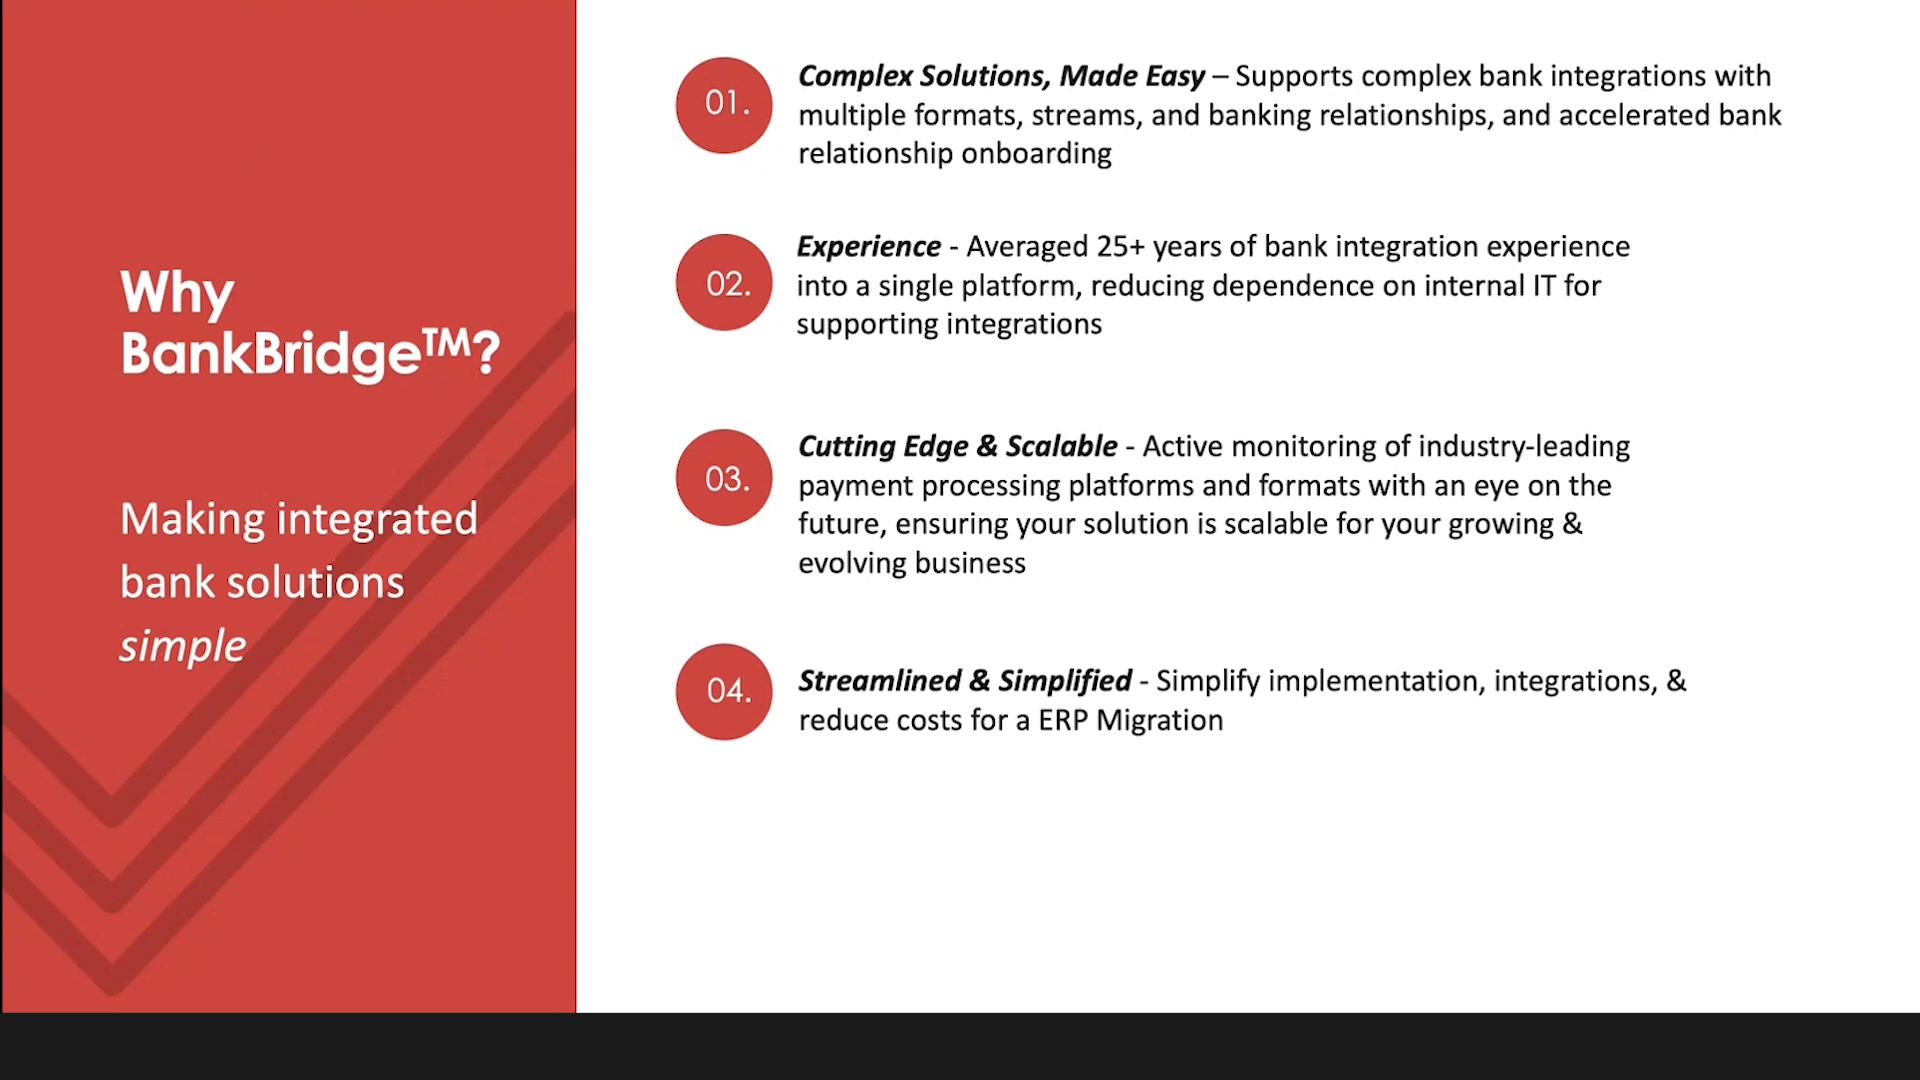 Why
BankBridge™?
Making integrated
bank solutions
simple
01.
Complex Solutions, Made Easy – Supports complex bank integrations with
multiple formats, streams, and banking relationships, and accelerated bank
relationship onboarding
02.
Experience - Averaged 25+ years of bank integration experience
into a single platform, reducing dependence on internal IT for
supporting integrations
03.
Cutting Edge & Scalable - Active monitoring of industry-leading
payment processing platforms and formats with an eye on the
future, ensuring your solution is scalable for your growing &
evolving business
04.
Streamlined & Simplified - Simplify implementation, integrations, &
reduce costs for a ERP Migration